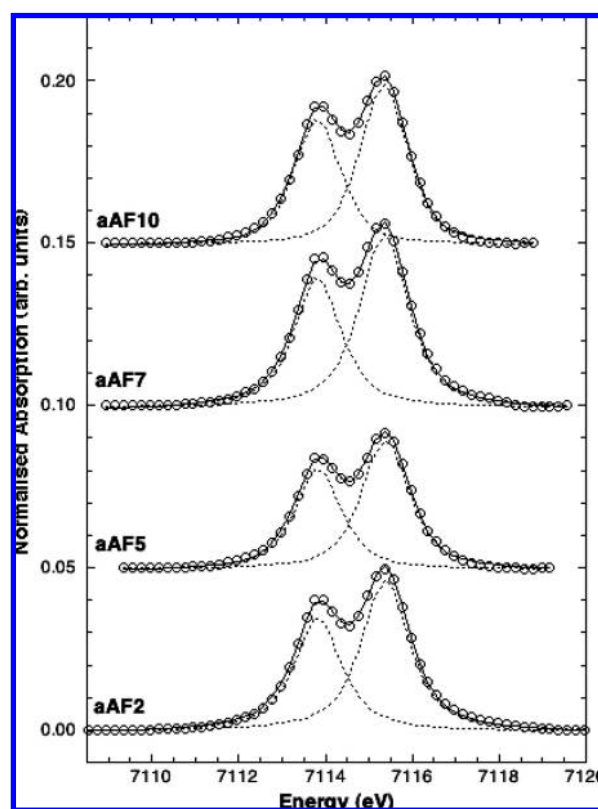 0.20
aAF10
0.15
aAF7
0.10
aAF5
0.05
aAF2
0.00
Normalised Absorption (arb. units)
7110 7112 7114 7116 7118 712
Energy (eV)